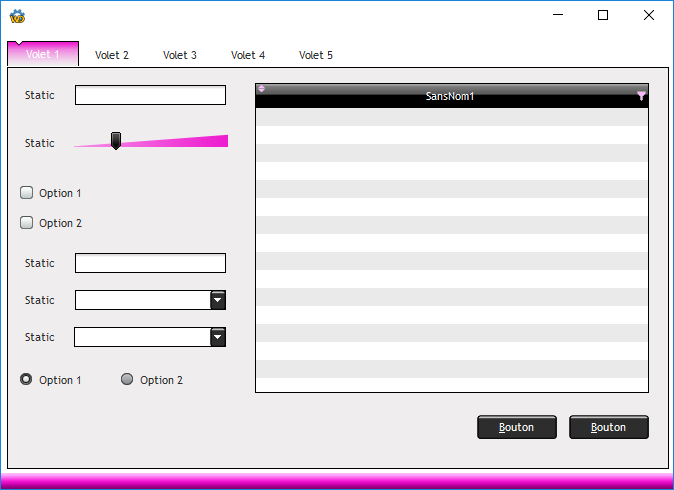 Volet 1 Volet 2 Volet 3 Volet 4 Volet 5
Static
SansNom1
Static
Option 1
Option 2
Static
Static
Static
Option 1 Option 2
Bouton Bouton